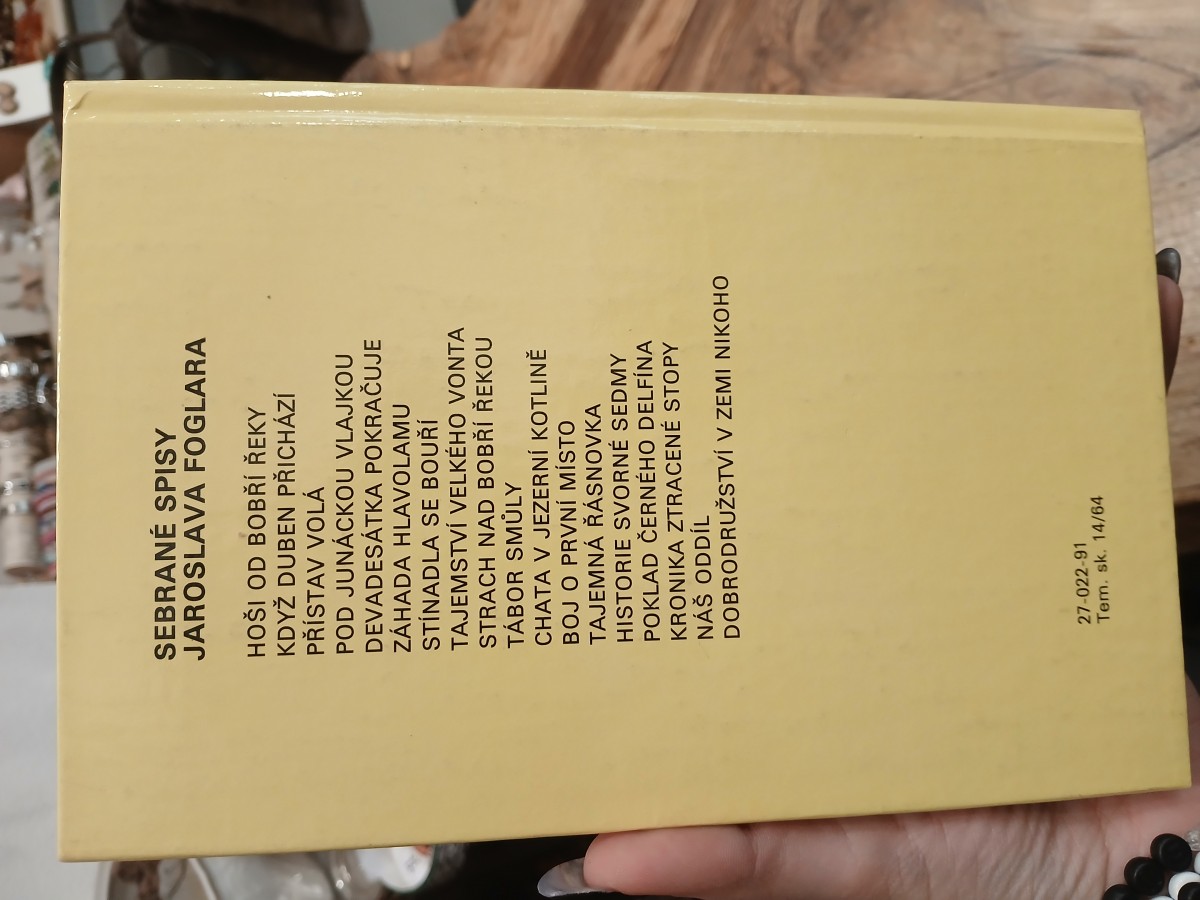 SEBRANÉ SPISY
JAROSLAVA FOGLARA
HOŠI OD BOBŘÍ ŘEKY
KDYŽ DUBEN PŘICHÁZÍ
PŘÍSTAV VOLÁ
POD JUNÁCKOU VLAJKOU
DEVADESÁTKA POKRAČUJE
ZÁHADA HLAVOLAMU
STÍNADLA SE BOUŘÍ
TAJEMSTVÍ VELKÉHO VONTA
STRACH NAD BOBŘÍ ŘEKOU
TÁBOR SMŮLY
CHATA V JEZERNÍ KOTLINĚ
BOJ O PRVNÍ MÍSTO
TAJEMNÁ ŘÁSNOVKA
HISTORIE SVORNÉ SEDMY
POKLAD ČERNÉHO DELFÍNA
KRONIKA ZTRACENÉ STOPY
NÁŠ ODDÍL
DOBRODRUŽSTVÍ V ZEMI NIKOHO
27-022-91
Tem. sk. 14/64